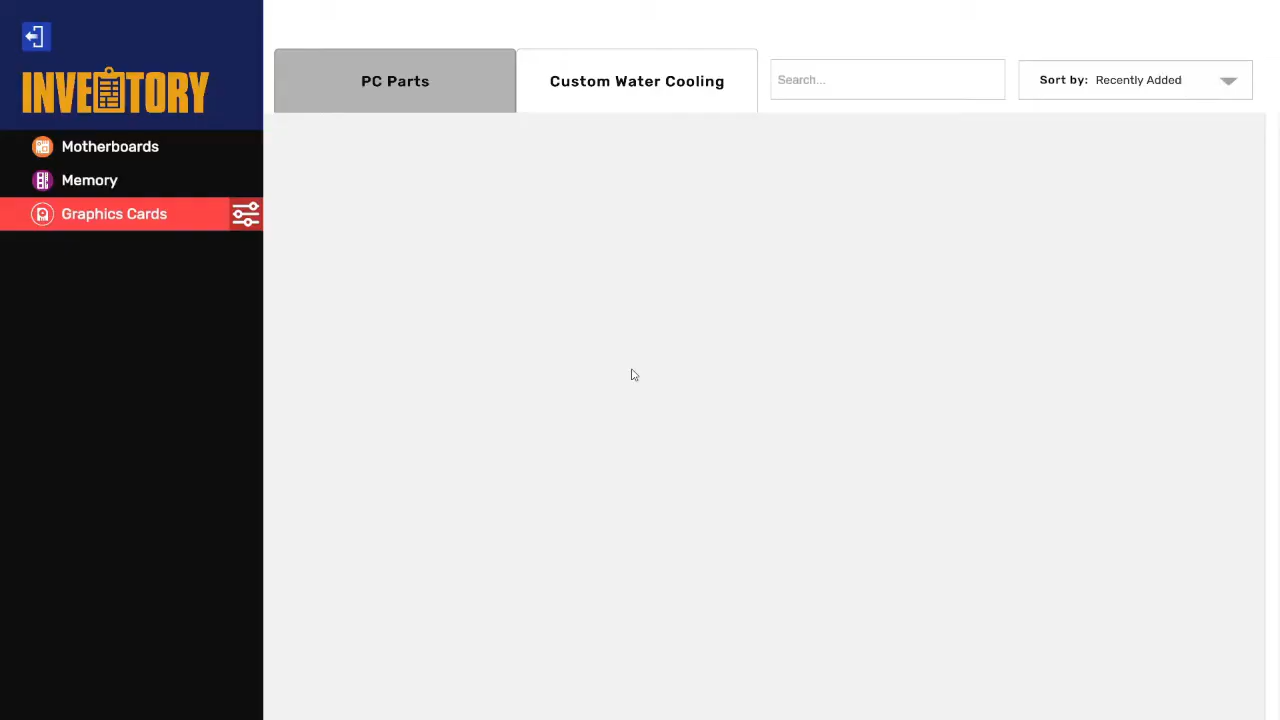 INVENTORY
PC Parts
Custom Water Cooling
Search...
Sort by: Recently Added
Motherboards
Memory
Graphics Cards